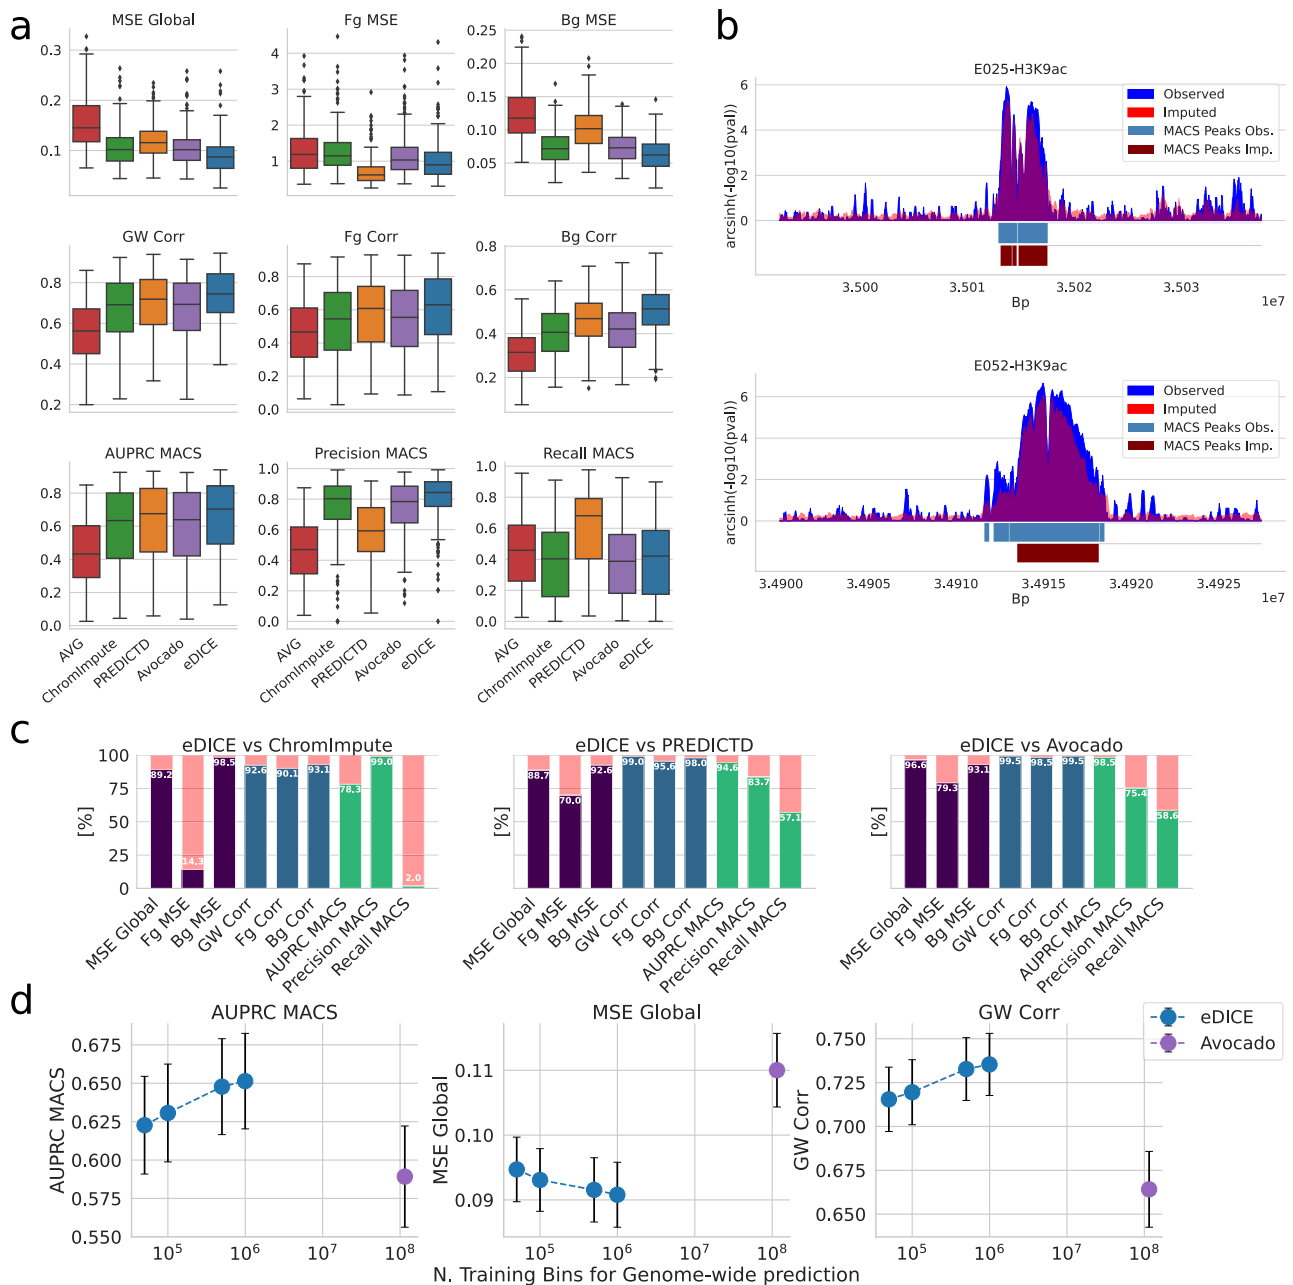 a
MSE Global
Fg MSE
Bg MSE
0.3
0.2
0.1
4
3
2
1
0.25
0.20
0.15
0.10
0.05
GW Corr
Fg Corr
Bg Corr
0.8
0.6
0.4
0.2
1.0
0.8
0.6
0.4
0.2
0.0
0.8
0.6
0.4
0.2
AUPRC MACS
Precision MACS
Recall MACS
0.8
0.6
0.4
0.2
0.0
1.0
0.8
0.6
0.4
0.2
0.0
1.0
0.8
0.6
0.4
0.2
0.0
AVG
ChromImpute
PREDICTD
Avocado
eDICE
AVG
ChromImpute
PREDICTD
Avocado
eDICE
AVG
ChromImpute
PREDICTD
Avocado
eDICE
b
E025-H3K9ac
arcsinh(-log10(pval))
6
4
2
0
Observed
Imputed
MACS Peaks Obs.
MACS Peaks Imp.
3.500
3.501
3.502
3.503
Bp
1e7
E052-H3K9ac
arcsinh(-log10(pval))
6
4
2
0
Observed
Imputed
MACS Peaks Obs.
MACS Peaks Imp.
3.4900
3.4905
3.4910
3.4915
3.4920
3.4925
Bp
1e7
c
eDICE vs ChromImpute
[%]
100
75
50
25
0
89.2
14.3
98.5
92.6
90.1
93.1
78.3
99.0
2.0
MSE Global
Fg MSE
Bg MSE
GW Corr
Fg Corr
Bg Corr
AUPRC MACS
Precision MACS
Recall MACS
eDICE vs PREDICTD
[%]
88.7
70.0
92.6
99.0
95.6
98.0
94.6
83.7
57.1
MSE Global
Fg MSE
Bg MSE
GW Corr
Fg Corr
Bg Corr
AUPRC MACS
Precision MACS
Recall MACS
eDICE vs Avocado
[%]
96.6
79.3
93.1
99.5
98.5
99.5
98.5
75.4
58.6
MSE Global
Fg MSE
Bg MSE
GW Corr
Fg Corr
Bg Corr
AUPRC MACS
Precision MACS
Recall MACS
d
AUPRC MACS
AUPRC MACS
0.675
0.650
0.625
0.600
0.575
0.550
10⁵
10⁶
10⁷
10⁸
MSE Global
MSE Global
0.11
0.10
0.09
10⁵
10⁶
10⁷
10⁸
GW Corr
GW Corr
0.750
0.725
0.700
0.675
0.650
10⁵
10⁶
10⁷
10⁸
eDICE
Avocado
N. Training Bins for Genome-wide prediction